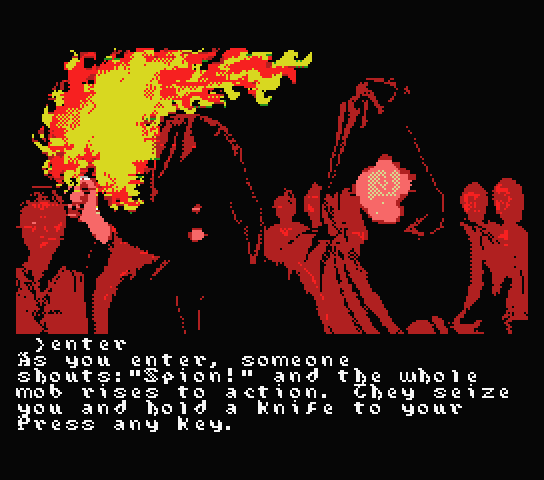 }enter
As you enter, someone
shouts:"Spion!" and the whole
mob rises to action. They seize
you and hold a knife to your
Press any key.